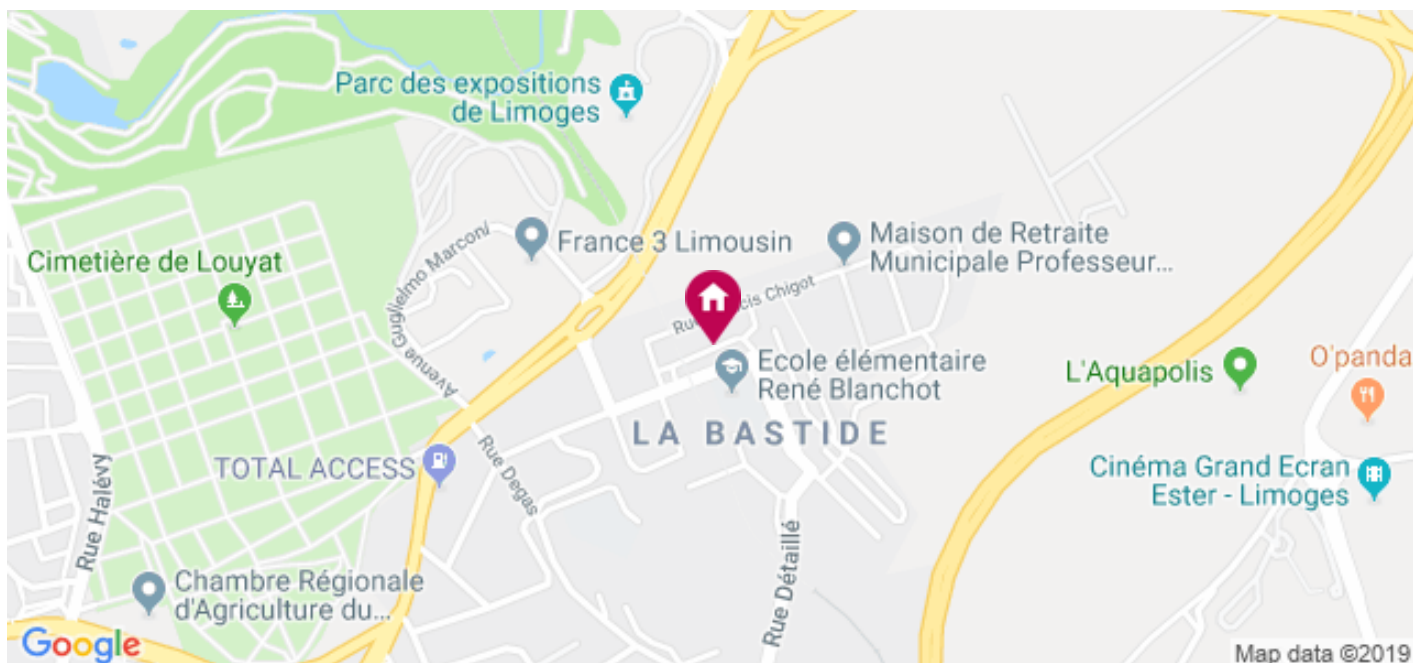 Parc des expositions
de Limoges
France 3 Limousin
Maison de Retraite
Municipale Professeur...
Cimetière de Louyat
Avenue Guglielmo Marconi
Ecole élémentaire
René Blanchot
L'Aquapolis
O'panda
LA BASTIDE
TOTAL ACCESS
Rue Degas
Cinéma Grand Ecran
Ester - Limoges
Rue Halévy
Rue Détaillé
Chambre Régionale
d'Agriculture du...
Google
Map data ©2019